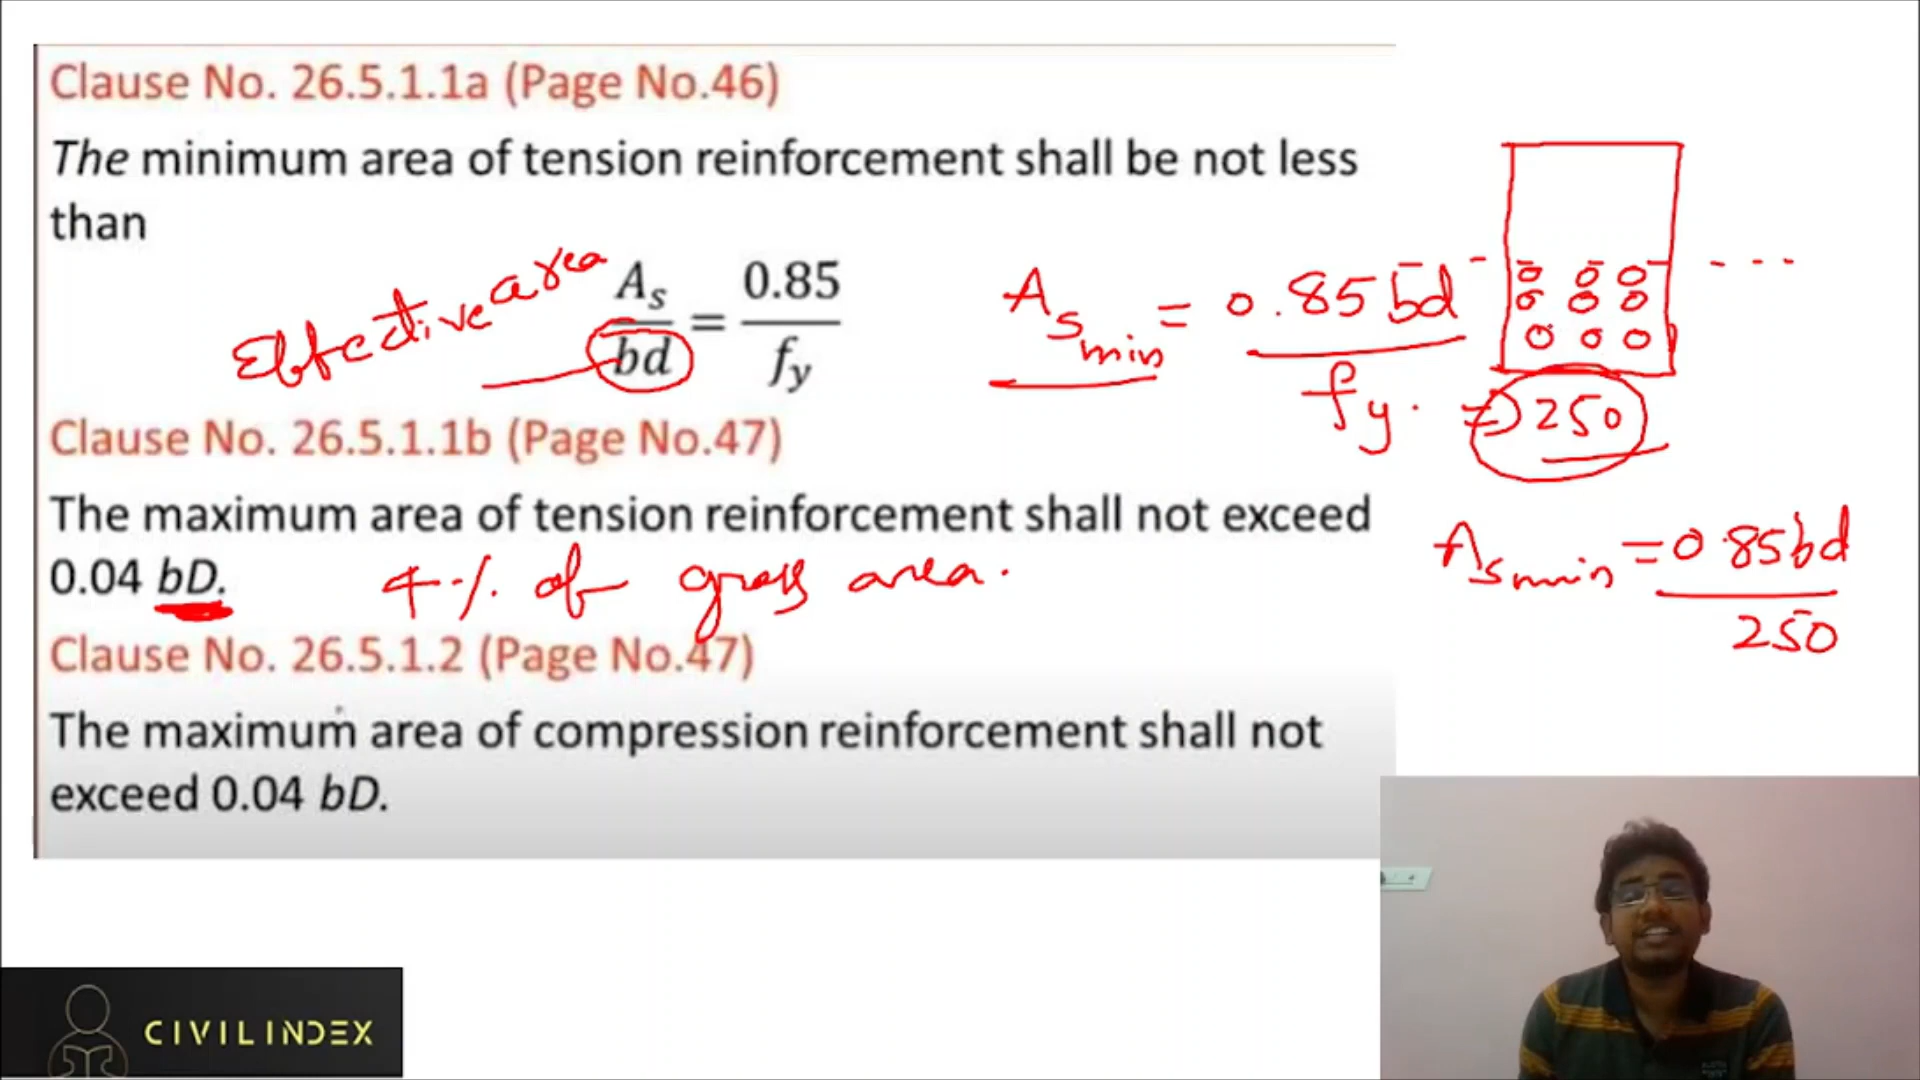 Clause No. 26.5.1.1a (Page No.46)
The minimum area of tension reinforcement shall be not less
than
Effective area
As/bd = 0.85/fy
As min = 0.85 bd / fy. => 250
Clause No. 26.5.1.1b (Page No.47)
The maximum area of tension reinforcement shall not exceed
0.04 bD.
4 % of gross area.
As min = 0.85bd / 250
Clause No. 26.5.1.2 (Page No.47)
The maximum area of compression reinforcement shall not
exceed 0.04 bD.
CIVILINDEX